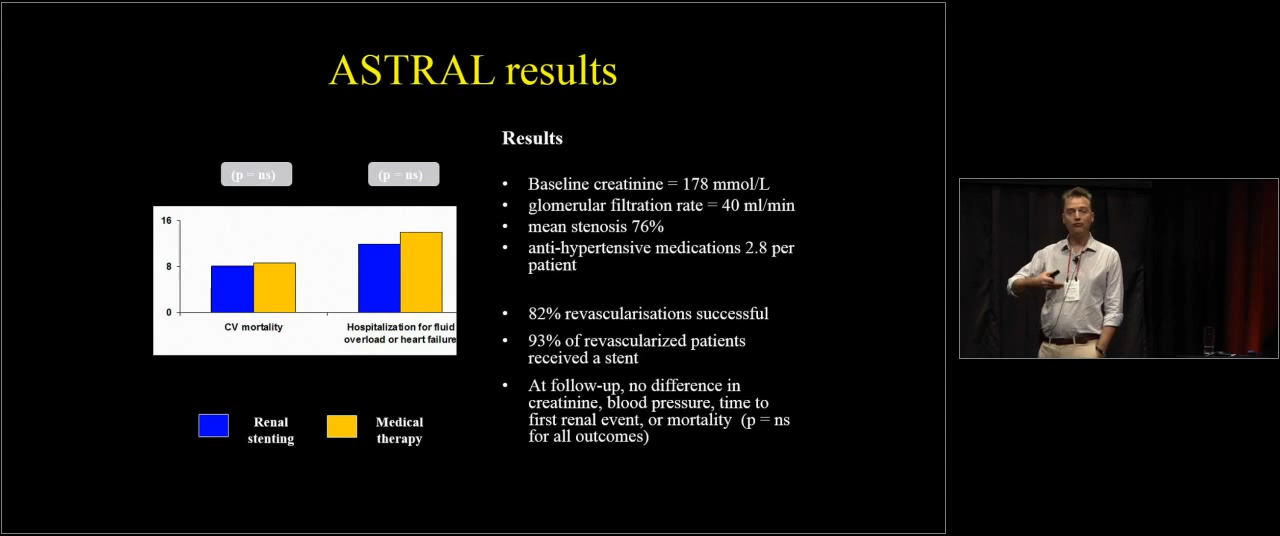 ASTRAL results
(p = ns)
(p = ns)
16
8
0
CV mortality
Hospitalization for fluid
overload or heart failure
Renal
stenting
Medical
therapy
Results
• Baseline creatinine = 178 mmol/L
• glomerular filtration rate = 40 ml/min
• mean stenosis 76%
• anti-hypertensive medications 2.8 per
patient
• 82% revascularisations successful
• 93% of revascularized patients
received a stent
• At follow-up, no difference in
creatinine, blood pressure, time to
first renal event, or mortality (p = ns
for all outcomes)